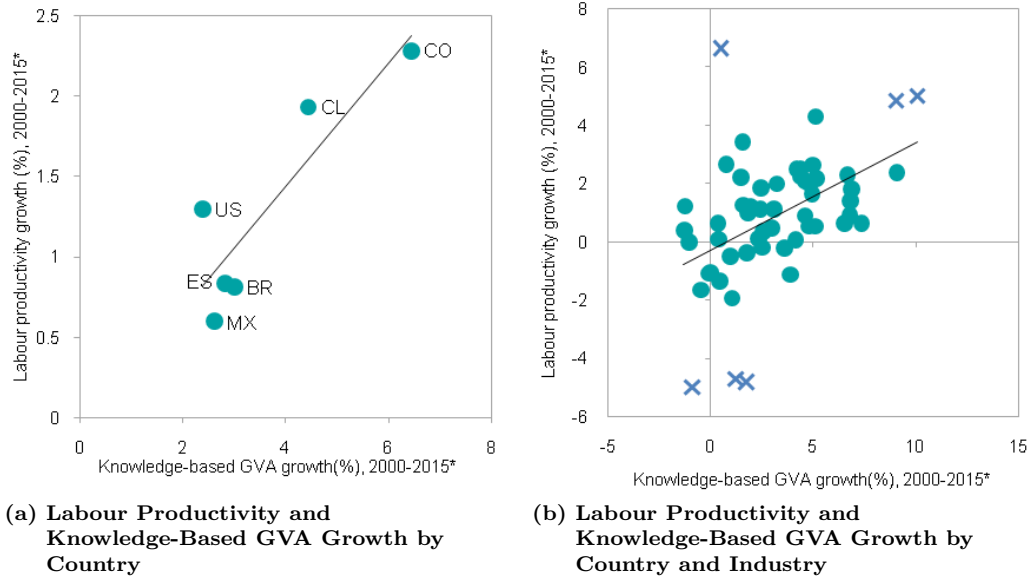 Labour productivity growth (%), 2000-2015*
2.5
2
1.5
1
0.5
0
0
2
4
6
8
CO
CL
US
ES
BR
MX
Knowledge-based GVA growth(%), 2000-2015*
(a) Labour Productivity and
Knowledge-Based GVA Growth by
Country
Labour productivity growth (%), 2000-2015*
8
6
4
2
0
-2
-4
-6
-5
0
5
10
15
Knowledge-based GVA growth(%), 2000-2015*
(b) Labour Productivity and
Knowledge-Based GVA Growth by
Country and Industry